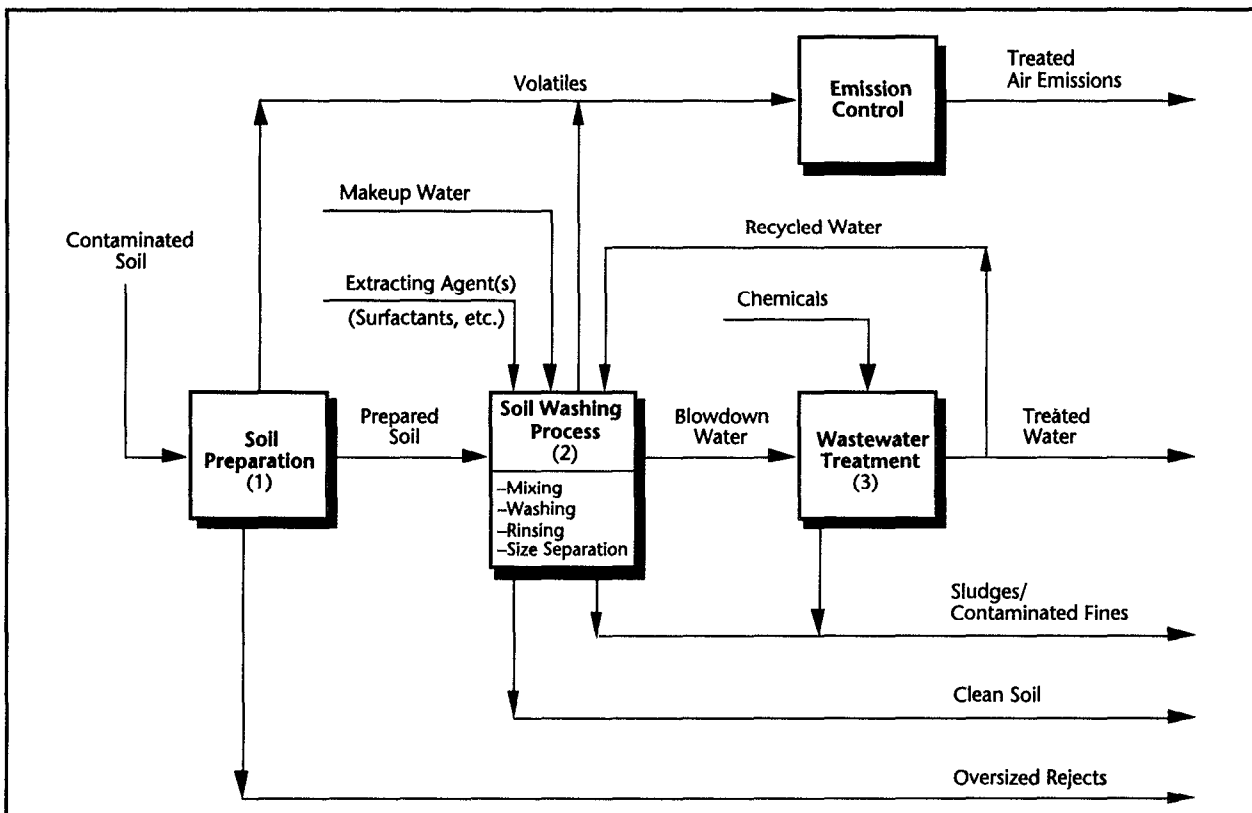 Volatiles
Emission
Control
Treated
Air Emissions
Makeup Water
Recycled Water
Contaminated
Soil
Extracting Agent(s)
(Surfactants, etc.)
Chemicals
Soil
Preparation
(1)
Prepared
Soil
Soil Washing
Process
(2)
–Mixing
–Washing
–Rinsing
–Size Separation
Blowdown
Water
Wastewater
Treatment
(3)
Treated
Water
Sludges/
Contaminated Fines
Clean Soil
Oversized Rejects